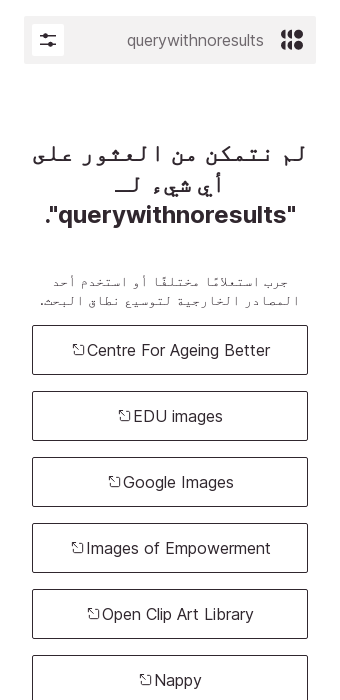 querywithnoresults
لم نتمكن من العثور على
أي شيء لـ
"querywithnoresults".
جرب استعلامًا مختلفًا أو استخدم أحد
المصادر الخارجية لتوسيع نطاق البحث.
Centre For Ageing Better
EDU images
Google Images
Images of Empowerment
Open Clip Art Library
Nappy